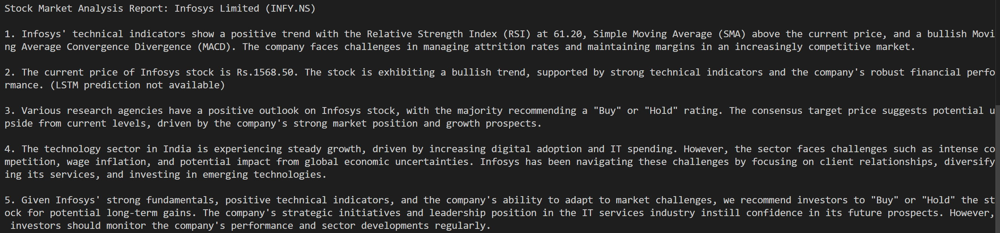 Stock Market Analysis Report: Infosys Limited (INFY.NS)
1. Infosys' technical indicators show a positive trend with the Relative Strength Index (RSI) at 61.20, Simple Moving Average (SMA) above the current price, and a bullish Movi
ng Average Convergence Divergence (MACD). The company faces challenges in managing attrition rates and maintaining margins in an increasingly competitive market.
2. The current price of Infosys stock is Rs.1568.50. The stock is exhibiting a bullish trend, supported by strong technical indicators and the company's robust financial perfo
rmance. (LSTM prediction not available)
3. Various research agencies have a positive outlook on Infosys stock, with the majority recommending a "Buy" or "Hold" rating. The consensus target price suggests potential u
pside from current levels, driven by the company's strong market position and growth prospects.
4. The technology sector in India is experiencing steady growth, driven by increasing digital adoption and IT spending. However, the sector faces challenges such as intense co
mpetition, wage inflation, and potential impact from global economic uncertainties. Infosys has been navigating these challenges by focusing on client relationships, diversify
ing its services, and investing in emerging technologies.
5. Given Infosys' strong fundamentals, positive technical indicators, and the company's ability to adapt to market challenges, we recommend investors to "Buy" or "Hold" the st
ock for potential long-term gains. The company's strategic initiatives and leadership position in the IT services industry instill confidence in its future prospects. However,
 investors should monitor the company's performance and sector developments regularly.